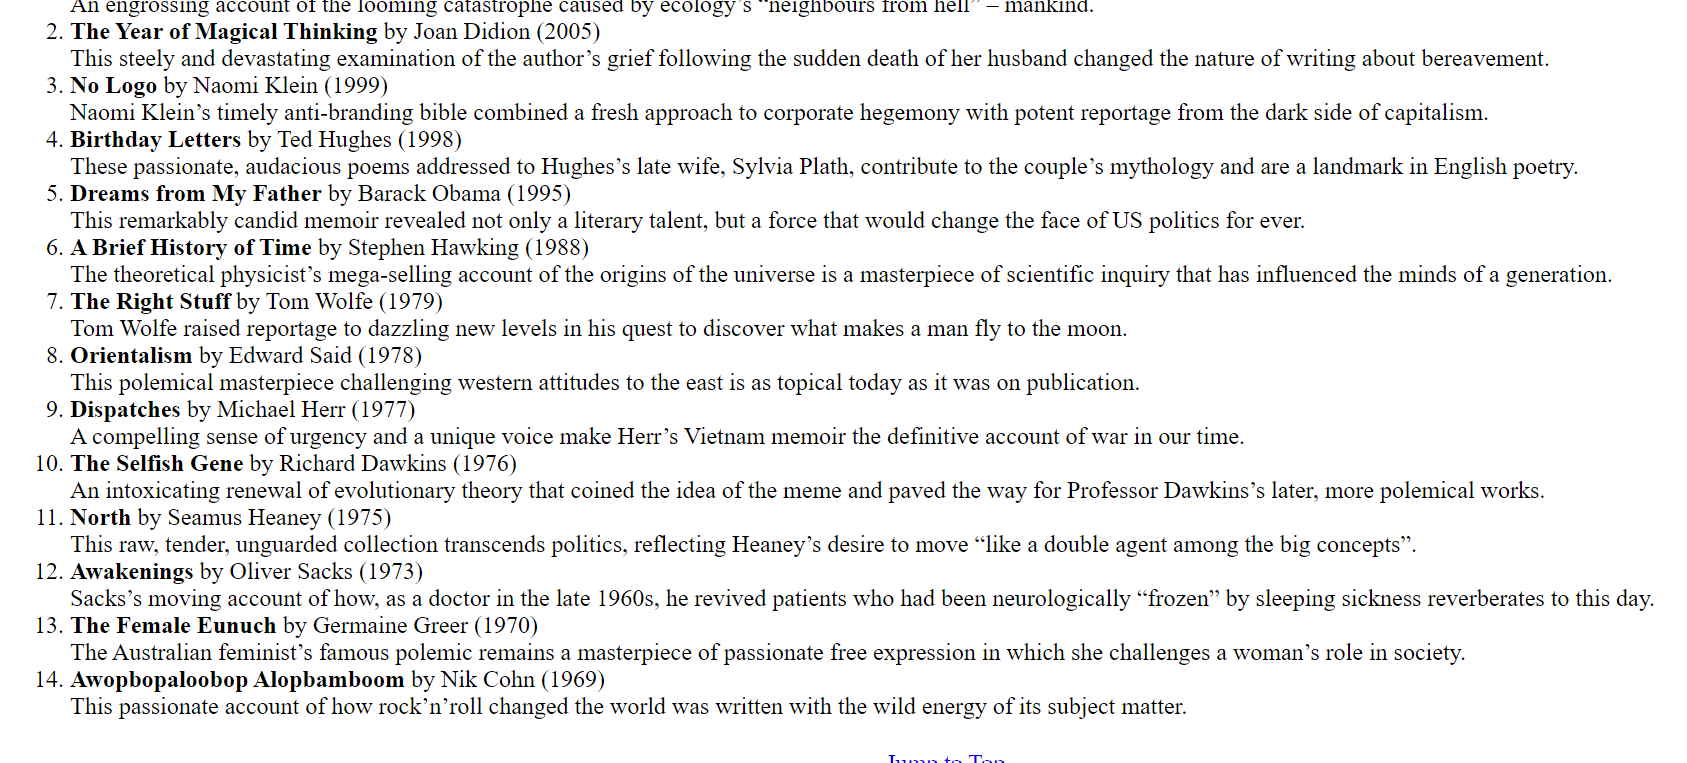 An engrossing account of the looming catastrophe caused by ecology’s “neighbours from hell” – mankind.
2. The Year of Magical Thinking by Joan Didion (2005)
This steely and devastating examination of the author’s grief following the sudden death of her husband changed the nature of writing about bereavement.
3. No Logo by Naomi Klein (1999)
Naomi Klein’s timely anti-branding bible combined a fresh approach to corporate hegemony with potent reportage from the dark side of capitalism.
4. Birthday Letters by Ted Hughes (1998)
These passionate, audacious poems addressed to Hughes’s late wife, Sylvia Plath, contribute to the couple’s mythology and are a landmark in English poetry.
5. Dreams from My Father by Barack Obama (1995)
This remarkably candid memoir revealed not only a literary talent, but a force that would change the face of US politics for ever.
6. A Brief History of Time by Stephen Hawking (1988)
The theoretical physicist’s mega-selling account of the origins of the universe is a masterpiece of scientific inquiry that has influenced the minds of a generation.
7. The Right Stuff by Tom Wolfe (1979)
Tom Wolfe raised reportage to dazzling new levels in his quest to discover what makes a man fly to the moon.
8. Orientalism by Edward Said (1978)
This polemical masterpiece challenging western attitudes to the east is as topical today as it was on publication.
9. Dispatches by Michael Herr (1977)
A compelling sense of urgency and a unique voice make Herr’s Vietnam memoir the definitive account of war in our time.
10. The Selfish Gene by Richard Dawkins (1976)
An intoxicating renewal of evolutionary theory that coined the idea of the meme and paved the way for Professor Dawkins’s later, more polemical works.
11. North by Seamus Heaney (1975)
This raw, tender, unguarded collection transcends politics, reflecting Heaney’s desire to move “like a double agent among the big concepts”.
12. Awakenings by Oliver Sacks (1973)
Sacks’s moving account of how, as a doctor in the late 1960s, he revived patients who had been neurologically “frozen” by sleeping sickness reverberates to this day.
13. The Female Eunuch by Germaine Greer (1970)
The Australian feminist’s famous polemic remains a masterpiece of passionate free expression in which she challenges a woman’s role in society.
14. Awopbopaloobop Alopbamboom by Nik Cohn (1969)
This passionate account of how rock’n’roll changed the world was written with the wild energy of its subject matter.
Jump to Top